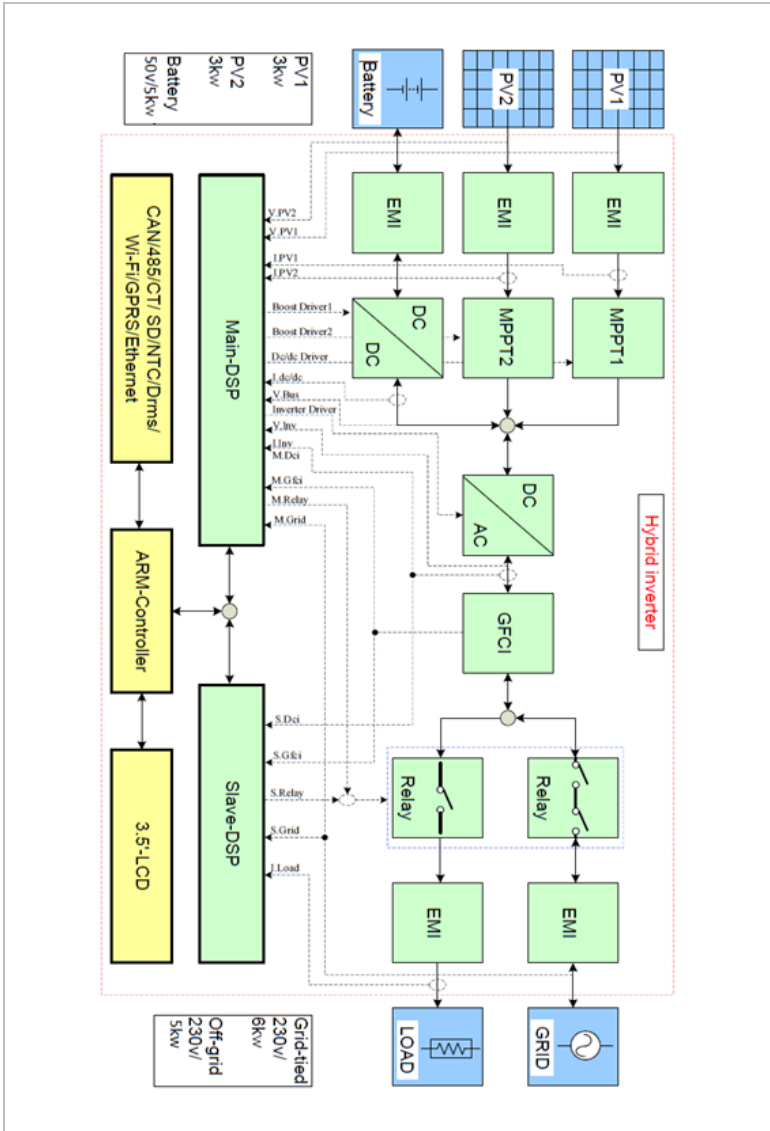 Hybrid inverter
PV1
EMI
MPPT1
PV2
EMI
MPPT2
Battery
EMI
DC
DC
DC
AC
GFCI
Relay
EMI
GRID
Relay
EMI
LOAD
V.PV2
V.PV1
I.PV1
I.PV2
Boost Driver1
Boost Driver2
Dc/dc Driver
I.dc/dc
V.Bus
Inverter Driver
V.Inv
I.Inv
M.Dci
M.Gfci
M.Relay
M.Grid
S.Dci
S.Gfci
S.Relay
S.Grid
I.Load
Main-DSP
Slave-DSP
CAN/485/CT/ SD/NTC/Drms/
Wi-Fi/GPRS/Ethernet
ARM-Controller
3.5'-LCD
PV1
3kw
PV2
3kw
Battery
50v/5kw
Grid-tied
230v/
6kw
Off-grid
230v/
5kw